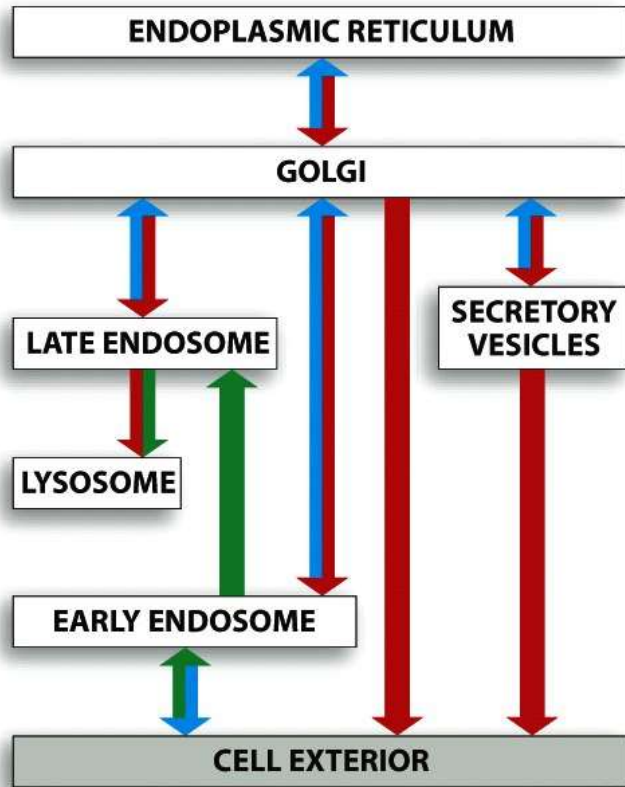 ENDOPLASMIC RETICULUM
GOLGI
LATE ENDOSOME
SECRETORY
VESICLES
LYSOSOME
EARLY ENDOSOME
CELL EXTERIOR